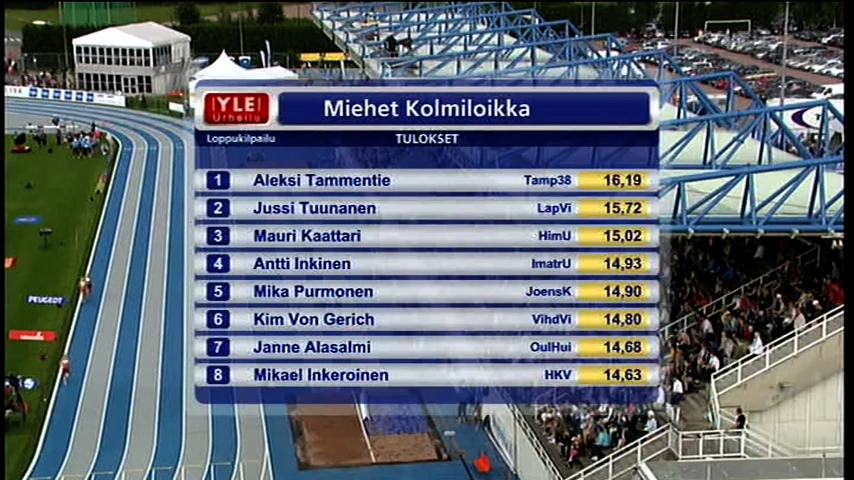 YLE
Urheilu
Miehet Kolmiloikka
Loppukilpailu TULOKSET
1 Aleksi Tammentie Tamp38 16,19
2 Jussi Tuunanen LapVi 15,72
3 Mauri Kaattari HimU 15,02
4 Antti Inkinen ImatrU 14,93
5 Mika Purmonen JoensK 14,90
6 Kim Von Gerich VihdVi 14,80
7 Janne Alasalmi OulHui 14,68
8 Mikael Inkeroinen HKV 14,63
PEUGEOT